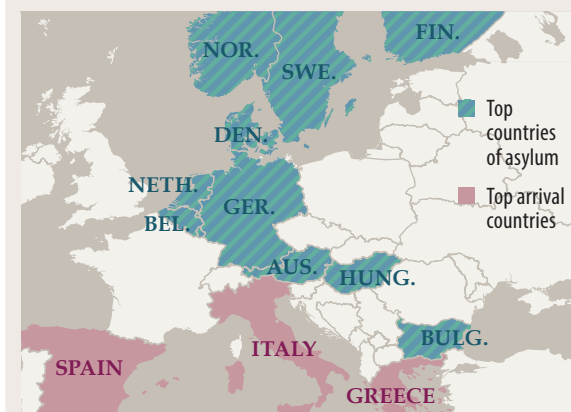 NOR.
FIN.
SWE.
DEN.
NETH.
BEL.
GER.
AUS.
HUNG.
BULG.
SPAIN
ITALY
GREECE
Top
countries
of asylum
Top arrival
countries